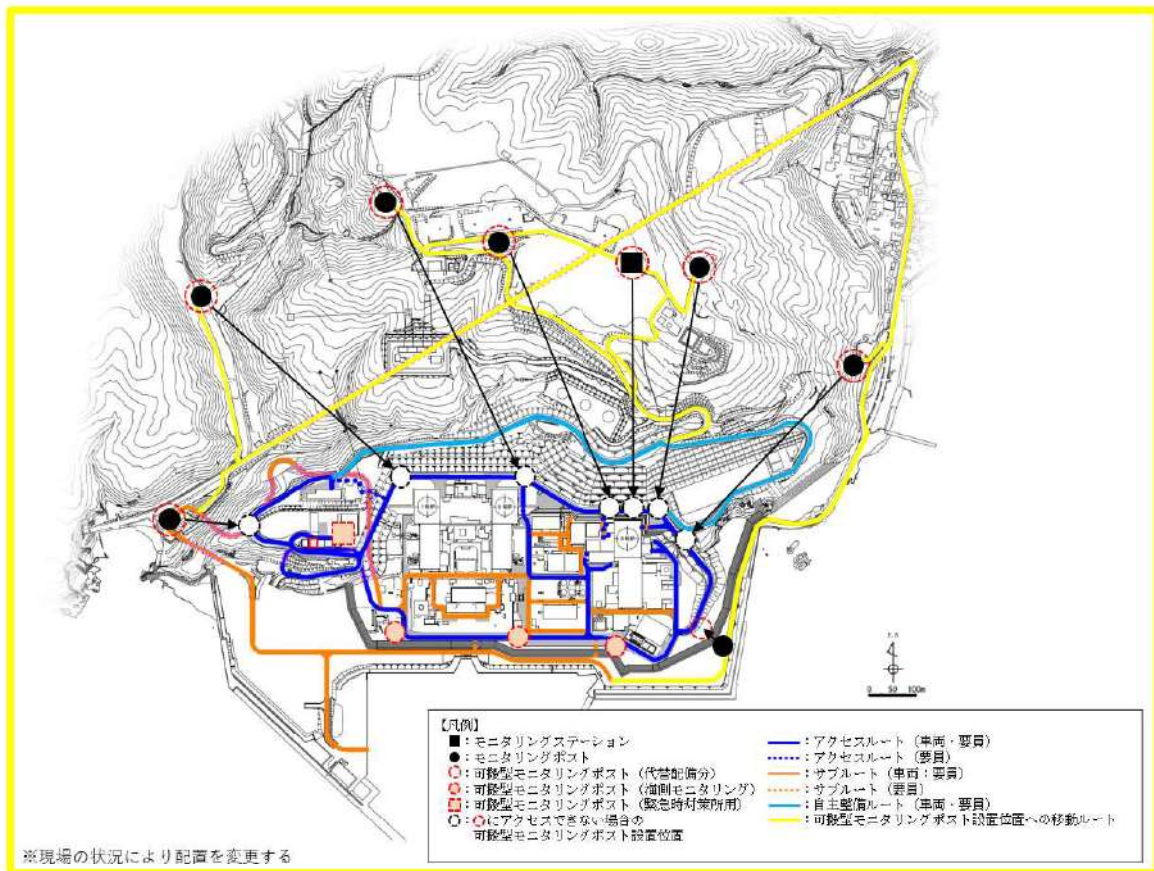 【凡例】
■：モニタリングステーション
●：モニタリングポスト
：可搬型モニタリングポスト（代替配備分）
：可搬型モニタリングポスト（海側モニタリング）
：可搬型モニタリングポスト（緊急時対策所用）
：にアクセスできない場合の
可搬型モニタリングポスト設置位置
：アクセスルート（車両・要員）
：アクセスルート（要員）
：サブルート（車両・要員）
：サブルート（要員）
：自主整備ルート（車両・要員）
：可搬型モニタリングポスト設置位置への移動ルート
0 50 100m
※現場の状況により配置を変更する